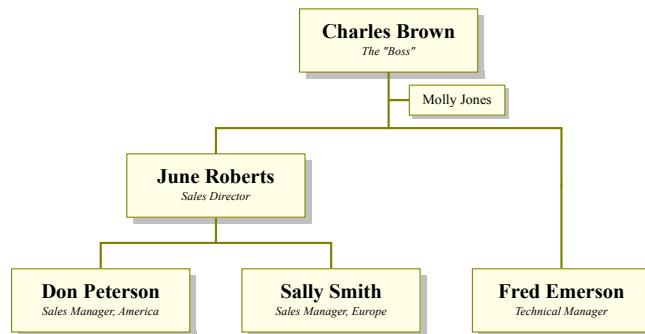 Charles Brown
The "Boss"
Molly Jones
June Roberts
Sales Director
Don Peterson
Sales Manager, America
Sally Smith
Sales Manager, Europe
Fred Emerson
Technical Manager